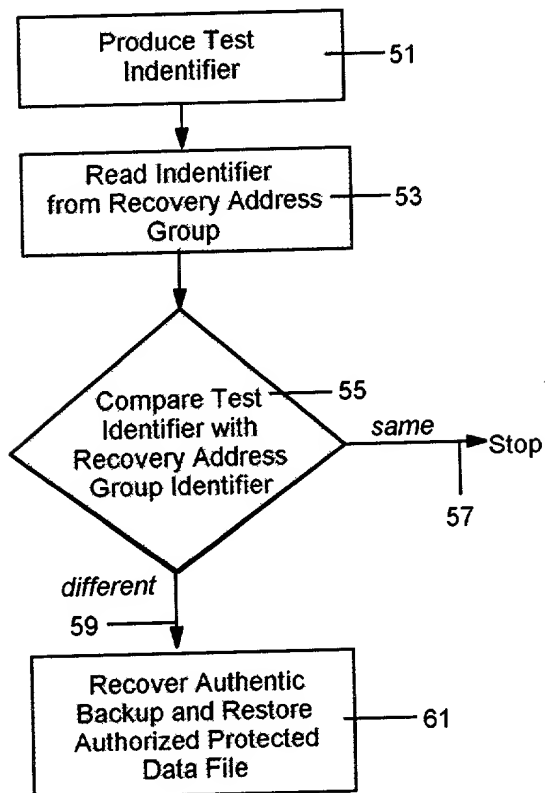 Produce Test
Indentifier
51
Read Indentifier
from Recovery Address
Group
53
Compare Test
Identifier with
Recovery Address
Group Identifier
55
same
Stop
57
different
59
Recover Authentic
Backup and Restore
Authorized Protected
Data File
61